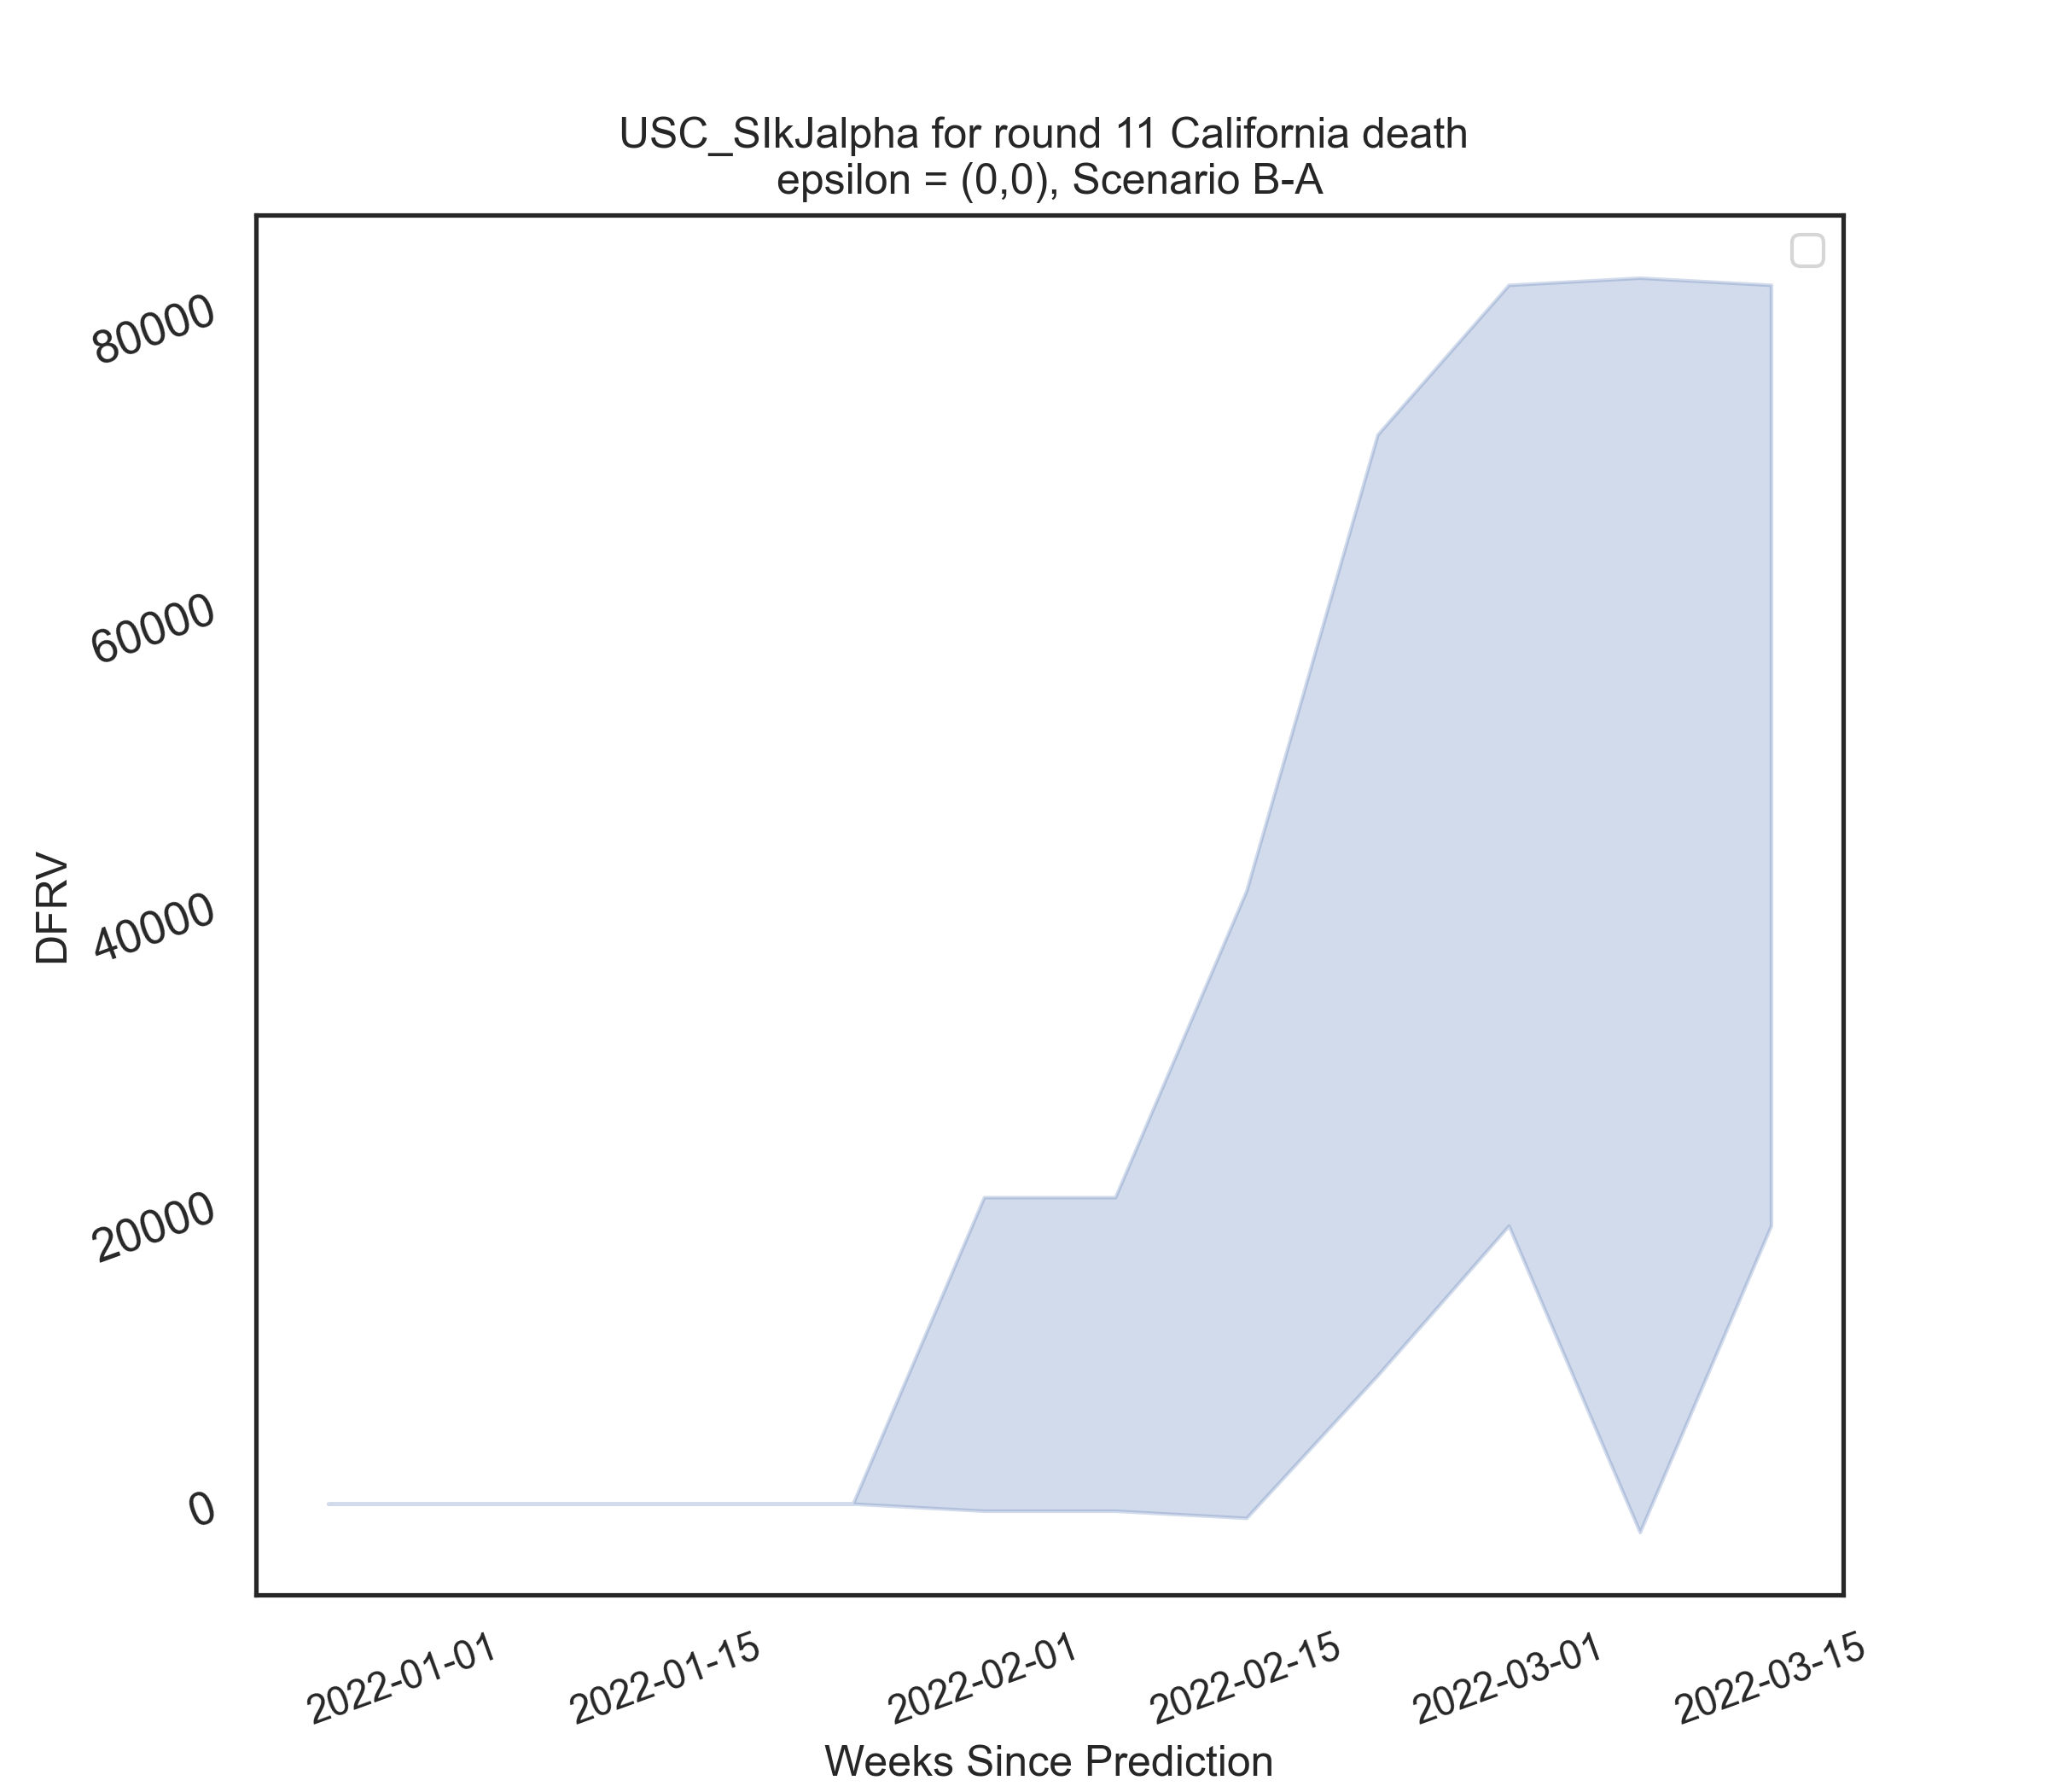 USC_SIkJalpha for round 11 California death
epsilon = (0,0), Scenario B-A
80000
60000
40000
20000
0
DFRV
2022-01-01
2022-01-15
2022-02-01
2022-02-15
2022-03-01
2022-03-15
Weeks Since Prediction